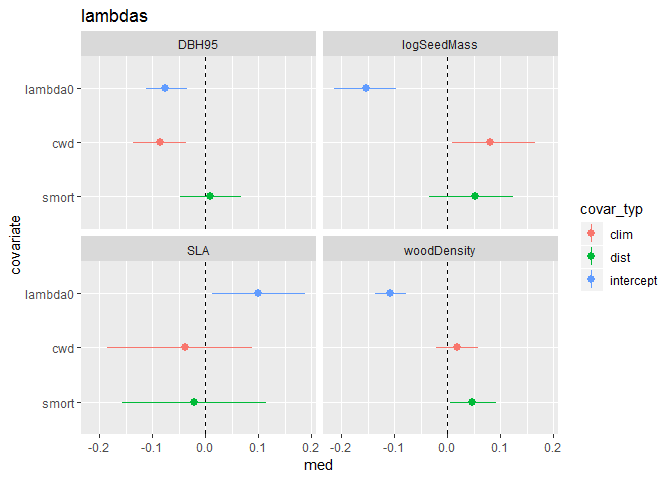 lambdas
DBH95
logSeedMass
lambda0
cwd
smort
SLA
woodDensity
lambda0
cwd
smort
covariate
-0.2 -0.1 0.0 0.1 0.2 -0.2 -0.1 0.0 0.1 0.2
med
covar_typ
clim
dist
intercept